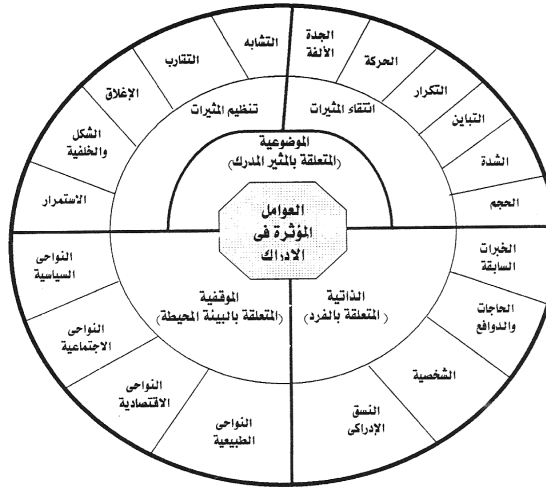 العوامل
المؤثرة فى
الادراك
الموضوعية
(المتعلقة بالمثير المدرك)
انتقاء المثيرات
الجدة
الألفة
الحركة
التكرار
التباين
الشدة
الحجم
تنظيم المثيرات
التشابه
التقارب
الإغلاق
الشكل
والخلفية
الاستمرار
الذاتية
(المتعلقة بالفرد)
الخبرات
السابقة
الحاجات
والدوافع
الشخصية
النسق
الإدراكى
الموقفية
(المتعلقة بالبيئة المحيطة)
النواحى
السياسية
النواحى
الاجتماعية
النواحى
الاقتصادية
النواحى
الطبيعية